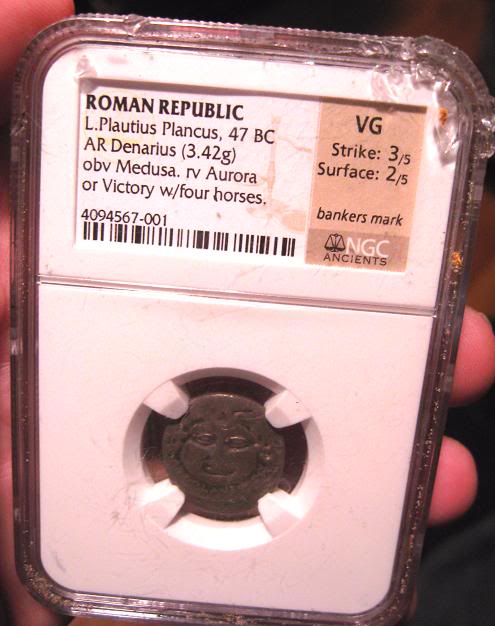 ROMAN REPUBLIC
L.Plautius Plancus, 47 BC
AR Denarius (3.42g)
obv Medusa. rv Aurora
or Victory w/four horses.
4094567-001
VG
Strike: 3/5
Surface: 2/5
bankers mark
NGC
ANCIENTS